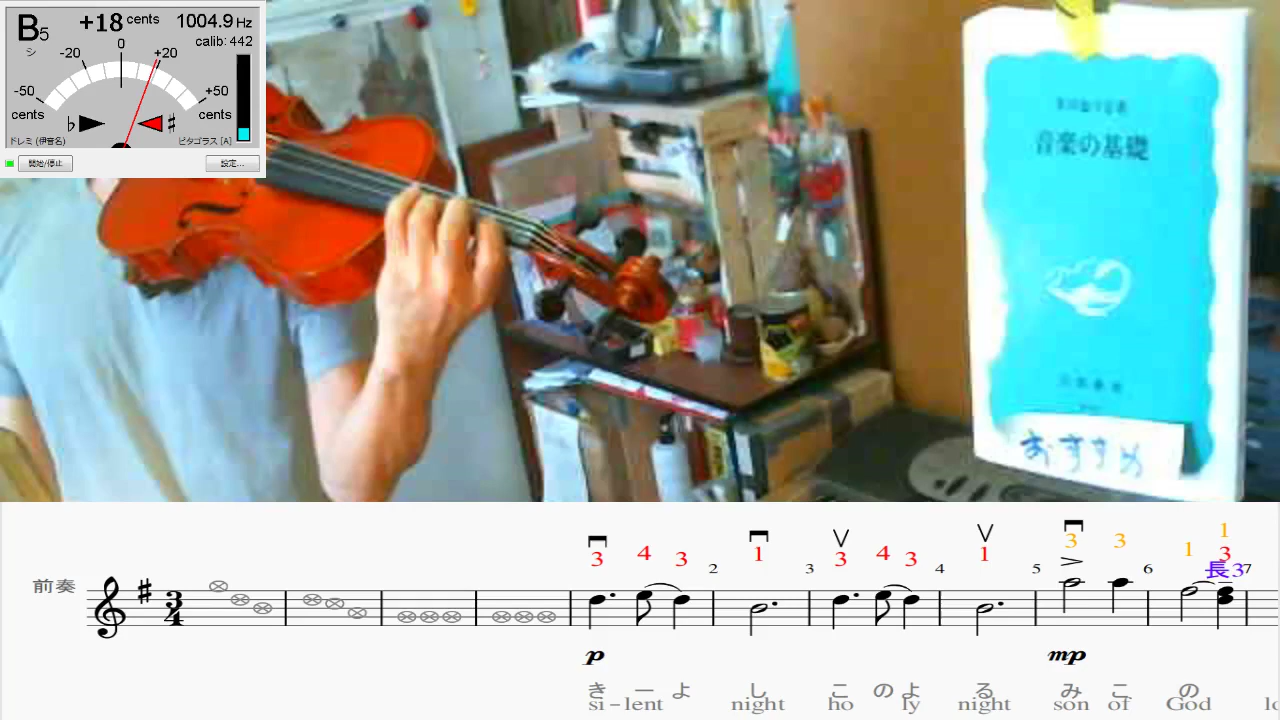 B5 +18 cents 1004.9 Hz
シ
calib: 442
-20 0 +20
-50 cents
+50 cents
♭ ♯
ドレミ (伊音名) ピタゴラス [A]
開始/停止 設定...
音楽の基礎
おすすめ
前奏
3 4 3 2 1 3 3 4 3 4 1 5 3 3 6 1 1
3
長3 7
3
4
p mp
き ー よ し こ の よ る み こ の
si - lent night ho ly night son of God